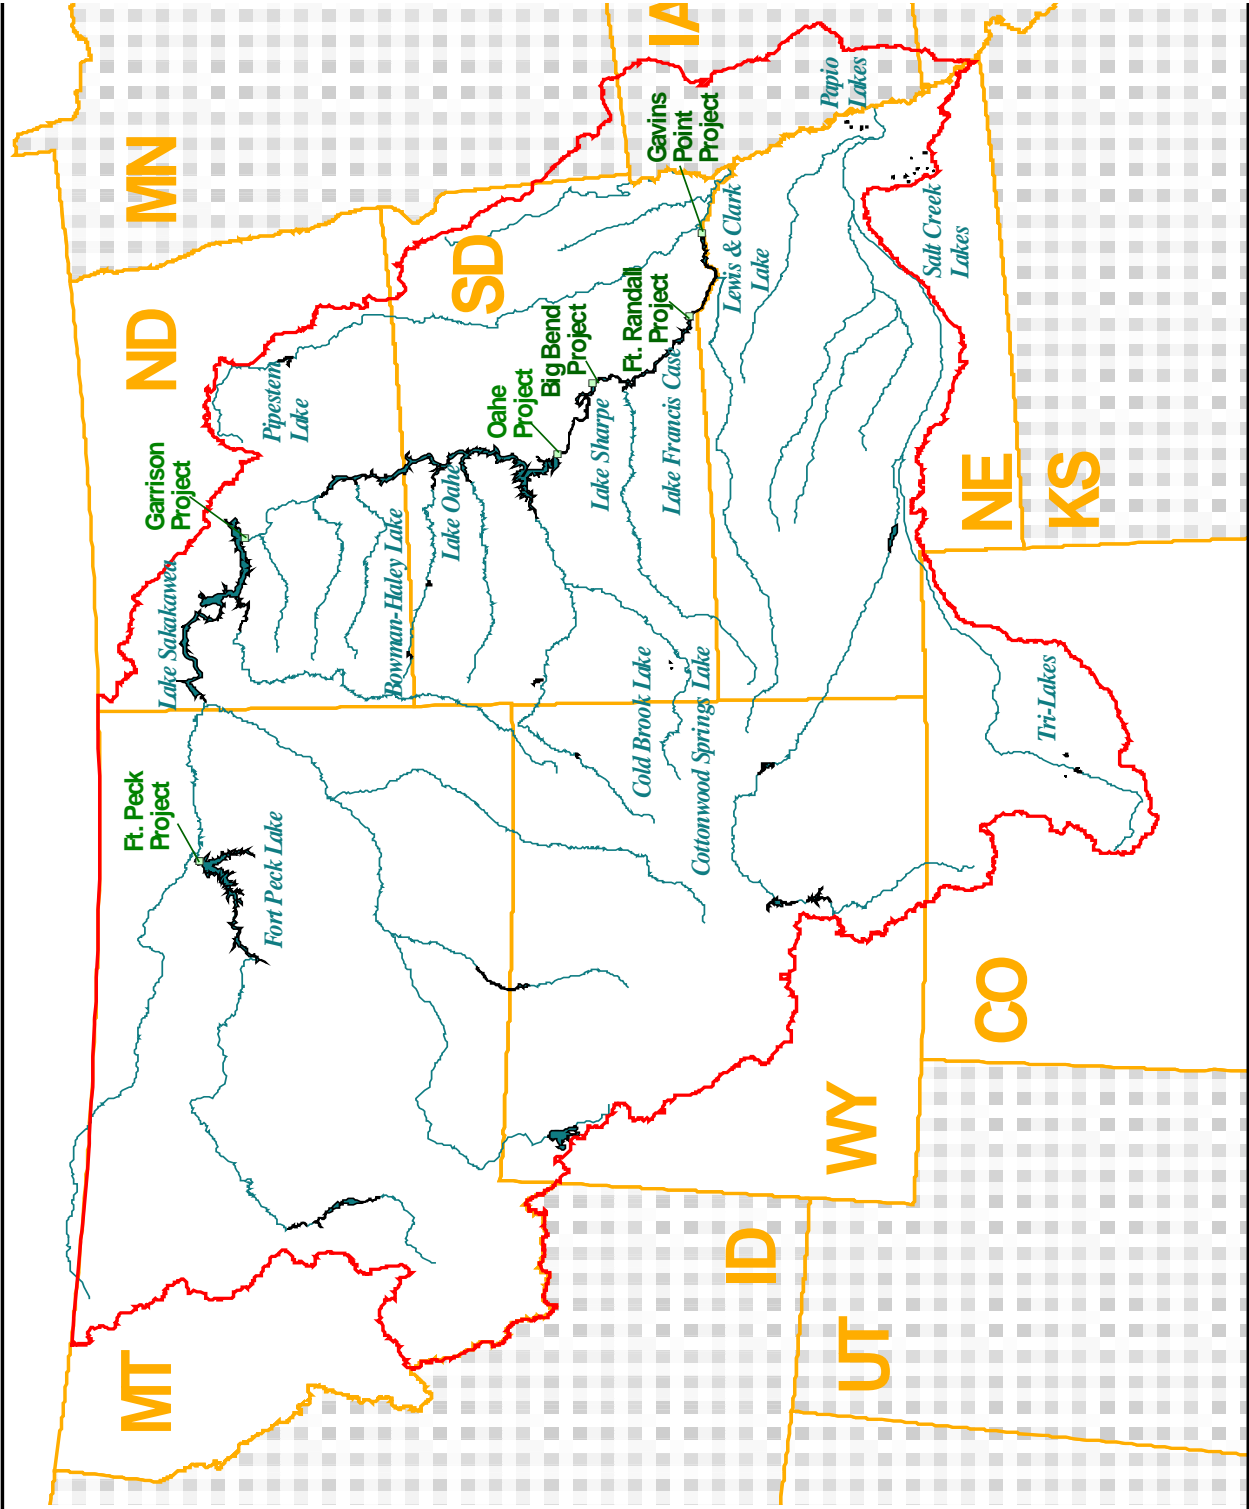 MT
ND
MN
SD
IA
ID
WY
UT
CO
NE
KS
Ft. Peck
Project
Fort Peck Lake
Lake Sakakawea
Garrison
Project
Pipestem
Lake
Bowman-Haley Lake
Lake Oahe
Oahe
Project
Big Bend
Project
Lake Sharpe
Ft. Randall
Project
Lake Francis Case
Gavins
Point
Project
Lewis & Clark
Lake
Papio
Lakes
Salt Creek
Lakes
Cold Brook Lake
Cottonwood Springs Lake
Tri-Lakes